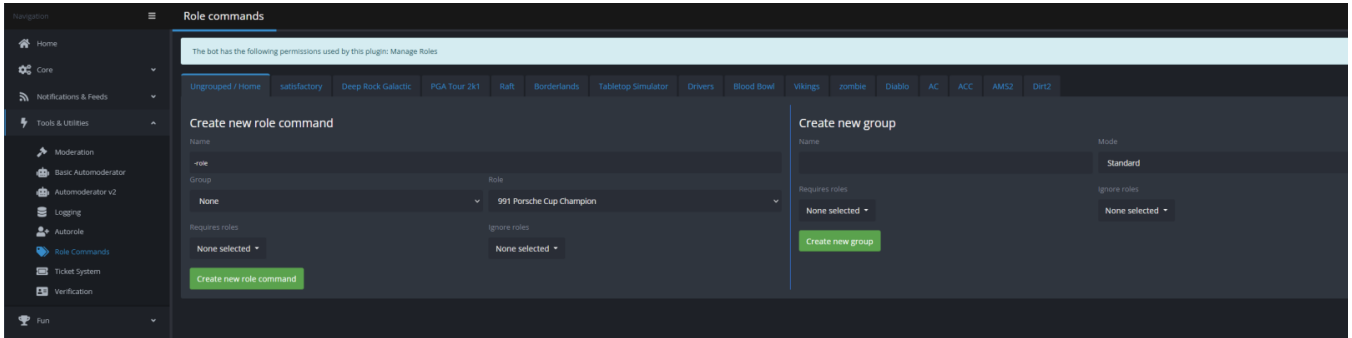 Navigation
Home
Core
Notifications & Feeds
Tools & Utilities
Moderation
Basic Automoderator
Automoderator v2
Logging
Autorole
Role Commands
Ticket System
Verification
Fun
Role commands
The bot has the following permissions used by this plugin: Manage Roles
Ungrouped / Home satisfactory Deep Rock Galactic PGA Tour 2k1 Raft Borderlands Tabletop Simulator Drivers Blood Bowl Vikings zombie Diablo AC ACC AMS2 Dirt2
Create new role command
Name
-role
Group Role
None 991 Porsche Cup Champion
Requires roles Ignore roles
None selected None selected
Create new role command
Create new group
Name Mode
Standard
Requires roles Ignore roles
None selected None selected
Create new group